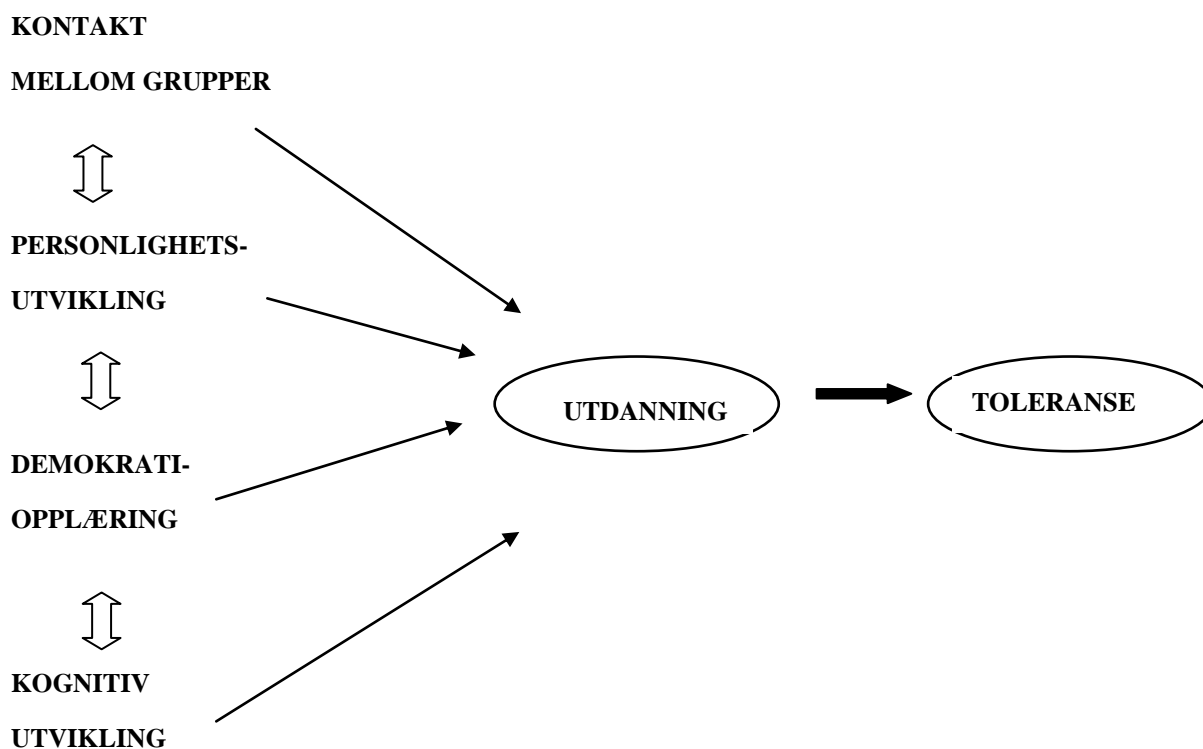 KONTAKT
MELLOM GRUPPER
PERSONLIGHETS-
UTVIKLING
UTDANNING
TOLERANSE
DEMOKRATI-
OPPLÆRING
KOGNITIV
UTVIKLING